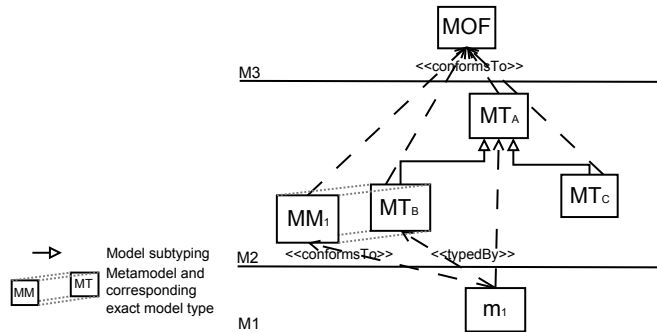 MOF
<<conformsTo>>
M3
MTA
MM1
MTB
MTC
Model subtyping
<<conformsTo>>
<<typedBy>>
M2
MM
MT
Metamodel and
corresponding
exact model type
m1
M1